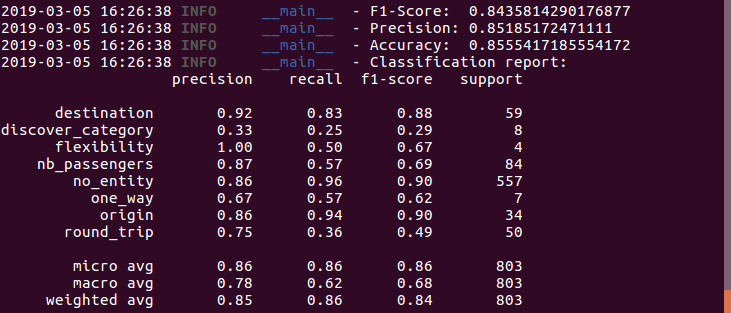 2019-03-05 16:26:38 INFO     __main__  - F1-Score:  0.8435814290176877
2019-03-05 16:26:38 INFO     __main__  - Precision: 0.85185172471111
2019-03-05 16:26:38 INFO     __main__  - Accuracy:  0.8555417185554172
2019-03-05 16:26:38 INFO     __main__  - Classification report:
precision    recall  f1-score   support
destination       0.92      0.83      0.88        59
discover_category       0.33      0.25      0.29         8
flexibility       1.00      0.50      0.67         4
nb_passengers       0.87      0.57      0.69        84
no_entity       0.86      0.96      0.90       557
one_way       0.67      0.57      0.62         7
origin       0.86      0.94      0.90        34
round_trip       0.75      0.36      0.49        50
micro avg       0.86      0.86      0.86       803
macro avg       0.78      0.62      0.68       803
weighted avg       0.85      0.86      0.84       803